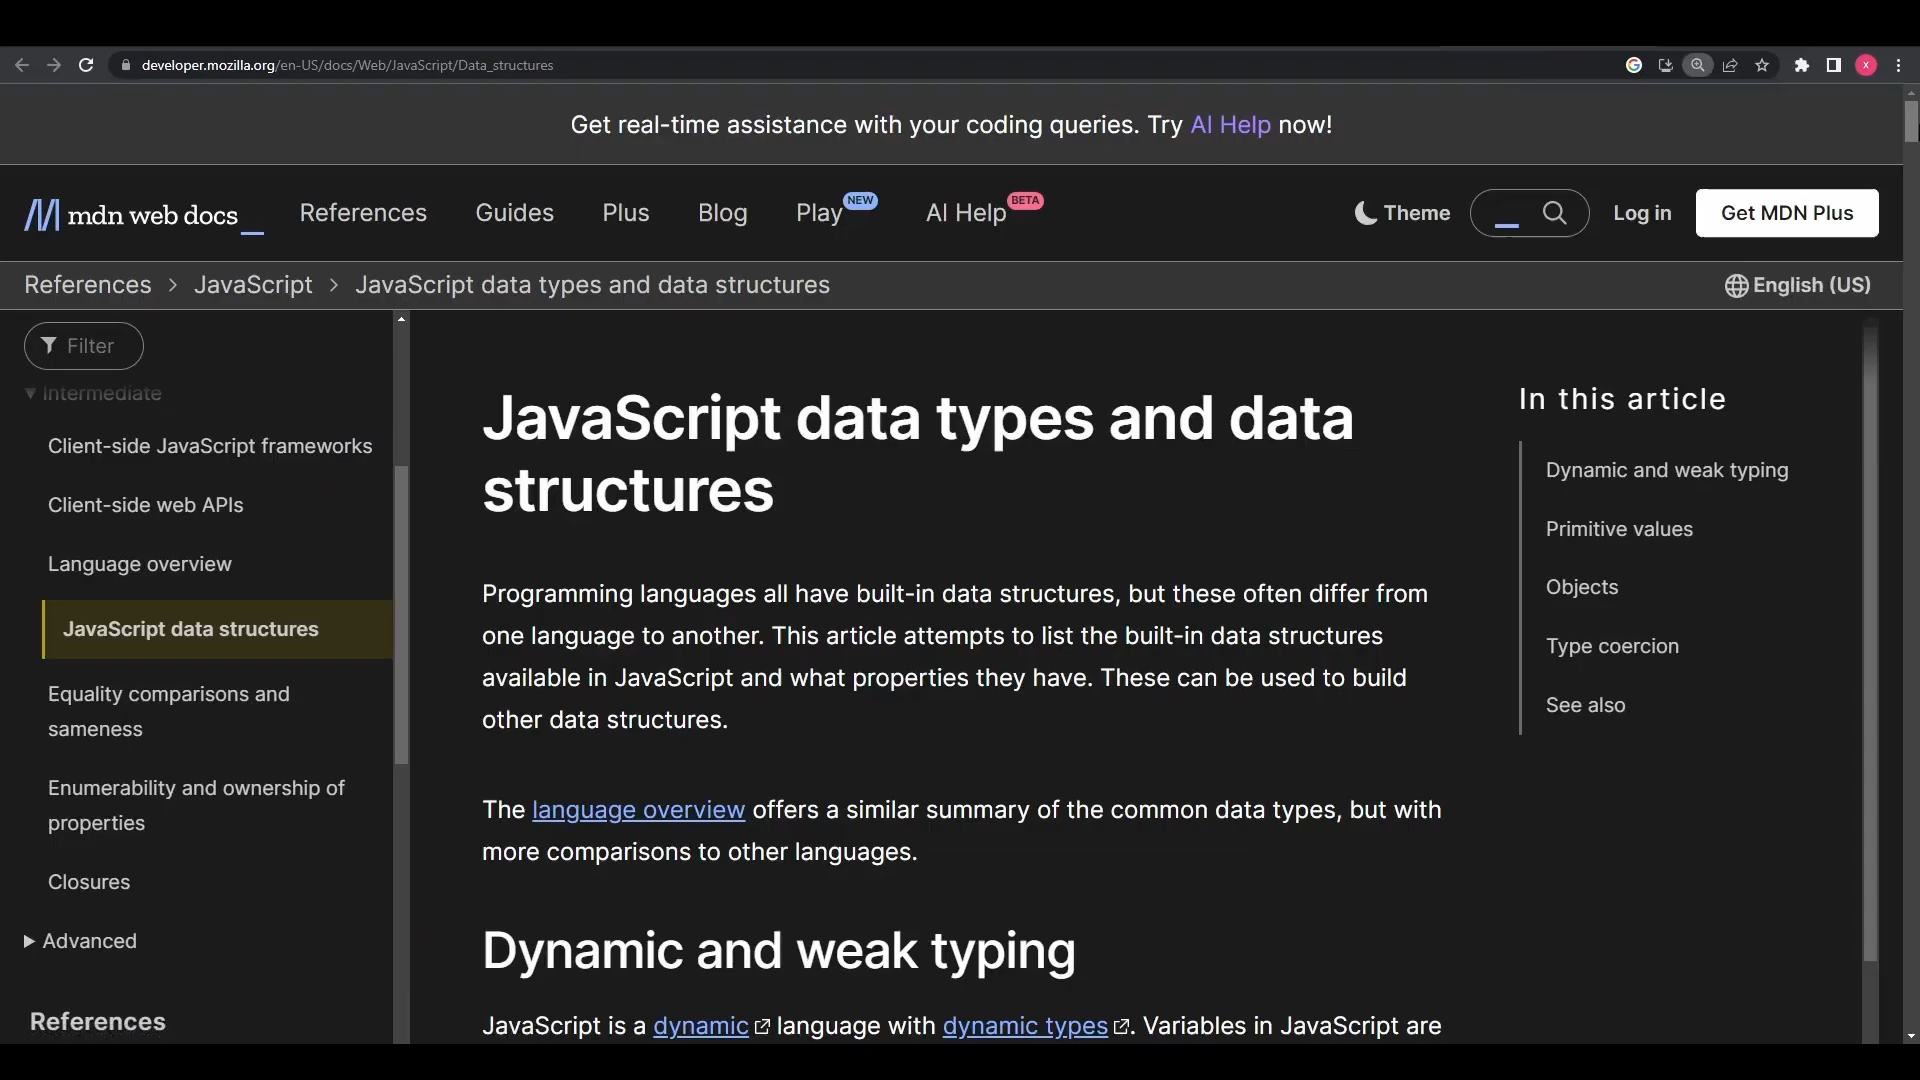 developer.mozilla.org/en-US/docs/Web/JavaScript/Data_structures
X
Get real-time assistance with your coding queries. Try AI Help now!
mdn web docs
References
Guides
Plus
Blog
Play
NEW
AI Help
BETA
Theme
Log in
Get MDN Plus
References
JavaScript
JavaScript data types and data structures
English (US)
Filter
Intermediate
Client-side JavaScript frameworks
Client-side web APIs
Language overview
JavaScript data structures
Equality comparisons and
sameness
Enumerability and ownership of
properties
Closures
Advanced
References
JavaScript data types and data
structures
Programming languages all have built-in data structures, but these often differ from
one language to another. This article attempts to list the built-in data structures
available in JavaScript and what properties they have. These can be used to build
other data structures.
The language overview offers a similar summary of the common data types, but with
more comparisons to other languages.
Dynamic and weak typing
JavaScript is a dynamic language with dynamic types. Variables in JavaScript are
In this article
Dynamic and weak typing
Primitive values
Objects
Type coercion
See also